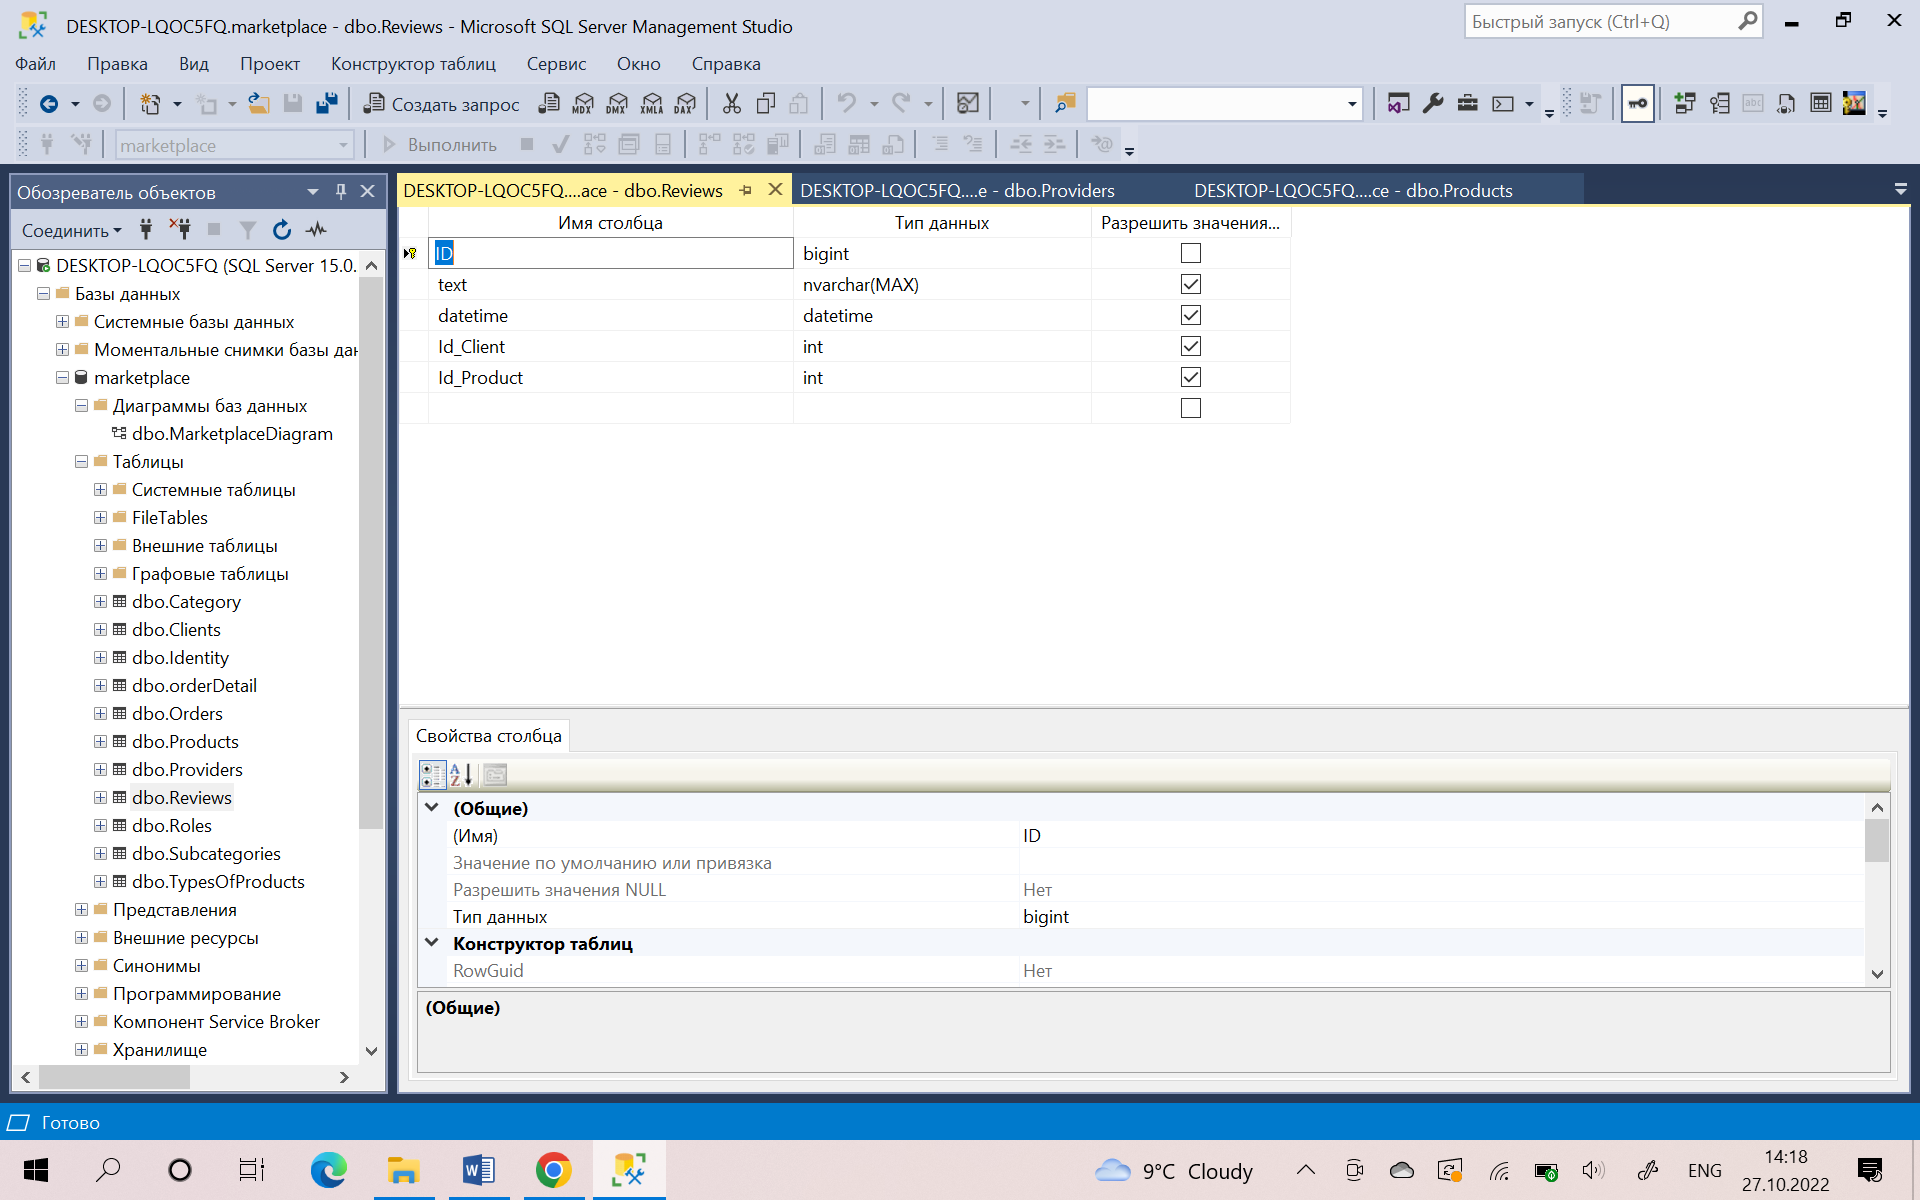 DESKTOP-LQOC5FQ.marketplace - dbo.Reviews - Microsoft SQL Server Management Studio
Быстрый запуск (Ctrl+Q)
Файл Правка Вид Проект Конструктор таблиц Сервис Окно Справка
Создать запрос MDX DMX XMLA DAX
marketplace Выполнить
Обозреватель объектов
Соединить
DESKTOP-LQOC5FQ (SQL Server 15.0.
Базы данных
Системные базы данных
Моментальные снимки базы дан
marketplace
Диаграммы баз данных
dbo.MarketplaceDiagram
Таблицы
Системные таблицы
FileTables
Внешние таблицы
Графовые таблицы
dbo.Category
dbo.Clients
dbo.Identity
dbo.orderDetail
dbo.Orders
dbo.Products
dbo.Providers
dbo.Reviews
dbo.Roles
dbo.Subcategories
dbo.TypesOfProducts
Представления
Внешние ресурсы
Синонимы
Программирование
Компонент Service Broker
Хранилище
DESKTOP-LQOC5FQ....ace - dbo.Reviews DESKTOP-LQOC5FQ....e - dbo.Providers DESKTOP-LQOC5FQ....ce - dbo.Products
Имя столбца Тип данных Разрешить значения...
ID bigint
text nvarchar(MAX)
datetime datetime
Id_Client int
Id_Product int
Свойства столбца
(Общие)
(Имя) ID
Значение по умолчанию или привязка
Разрешить значения NULL Нет
Тип данных bigint
Конструктор таблиц
RowGuid Нет
(Общие)
Готово
9°C Cloudy ENG 14:18
27.10.2022